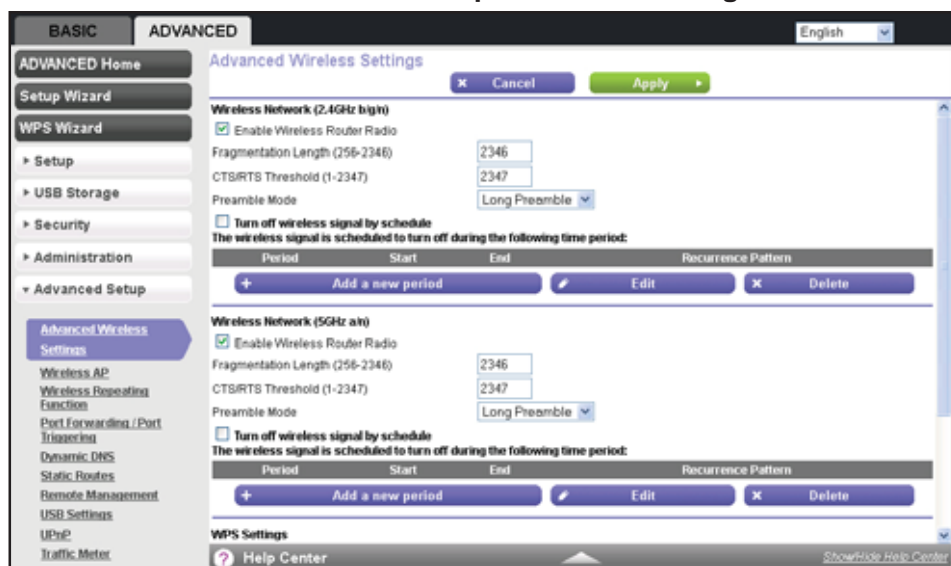 BASIC ADVANCED English
ADVANCED Home
Setup Wizard
WPS Wizard
Setup
USB Storage
Security
Administration
Advanced Setup
Advanced Wireless
Settings
Wireless AP
Wireless Repeating
Function
Port Forwarding / Port
Triggering
Dynamic DNS
Static Routes
Remote Management
USB Settings
UPnP
Traffic Meter
Advanced Wireless Settings
Cancel Apply
Wireless Network (2.4GHz b/g/n)
Enable Wireless Router Radio
Fragmentation Length (256-2346) 2346
CTS/RTS Threshold (1-2347) 2347
Preamble Mode Long Preamble
Turn off wireless signal by schedule
The wireless signal is scheduled to turn off during the following time period:
Period Start End Recurrence Pattern
Add a new period Edit Delete
Wireless Network (5GHz a/n)
Enable Wireless Router Radio
Fragmentation Length (256-2346) 2346
CTS/RTS Threshold (1-2347) 2347
Preamble Mode Long Preamble
Turn off wireless signal by schedule
The wireless signal is scheduled to turn off during the following time period:
Period Start End Recurrence Pattern
Add a new period Edit Delete
WPS Settings
Help Center Show/Hide Help Center